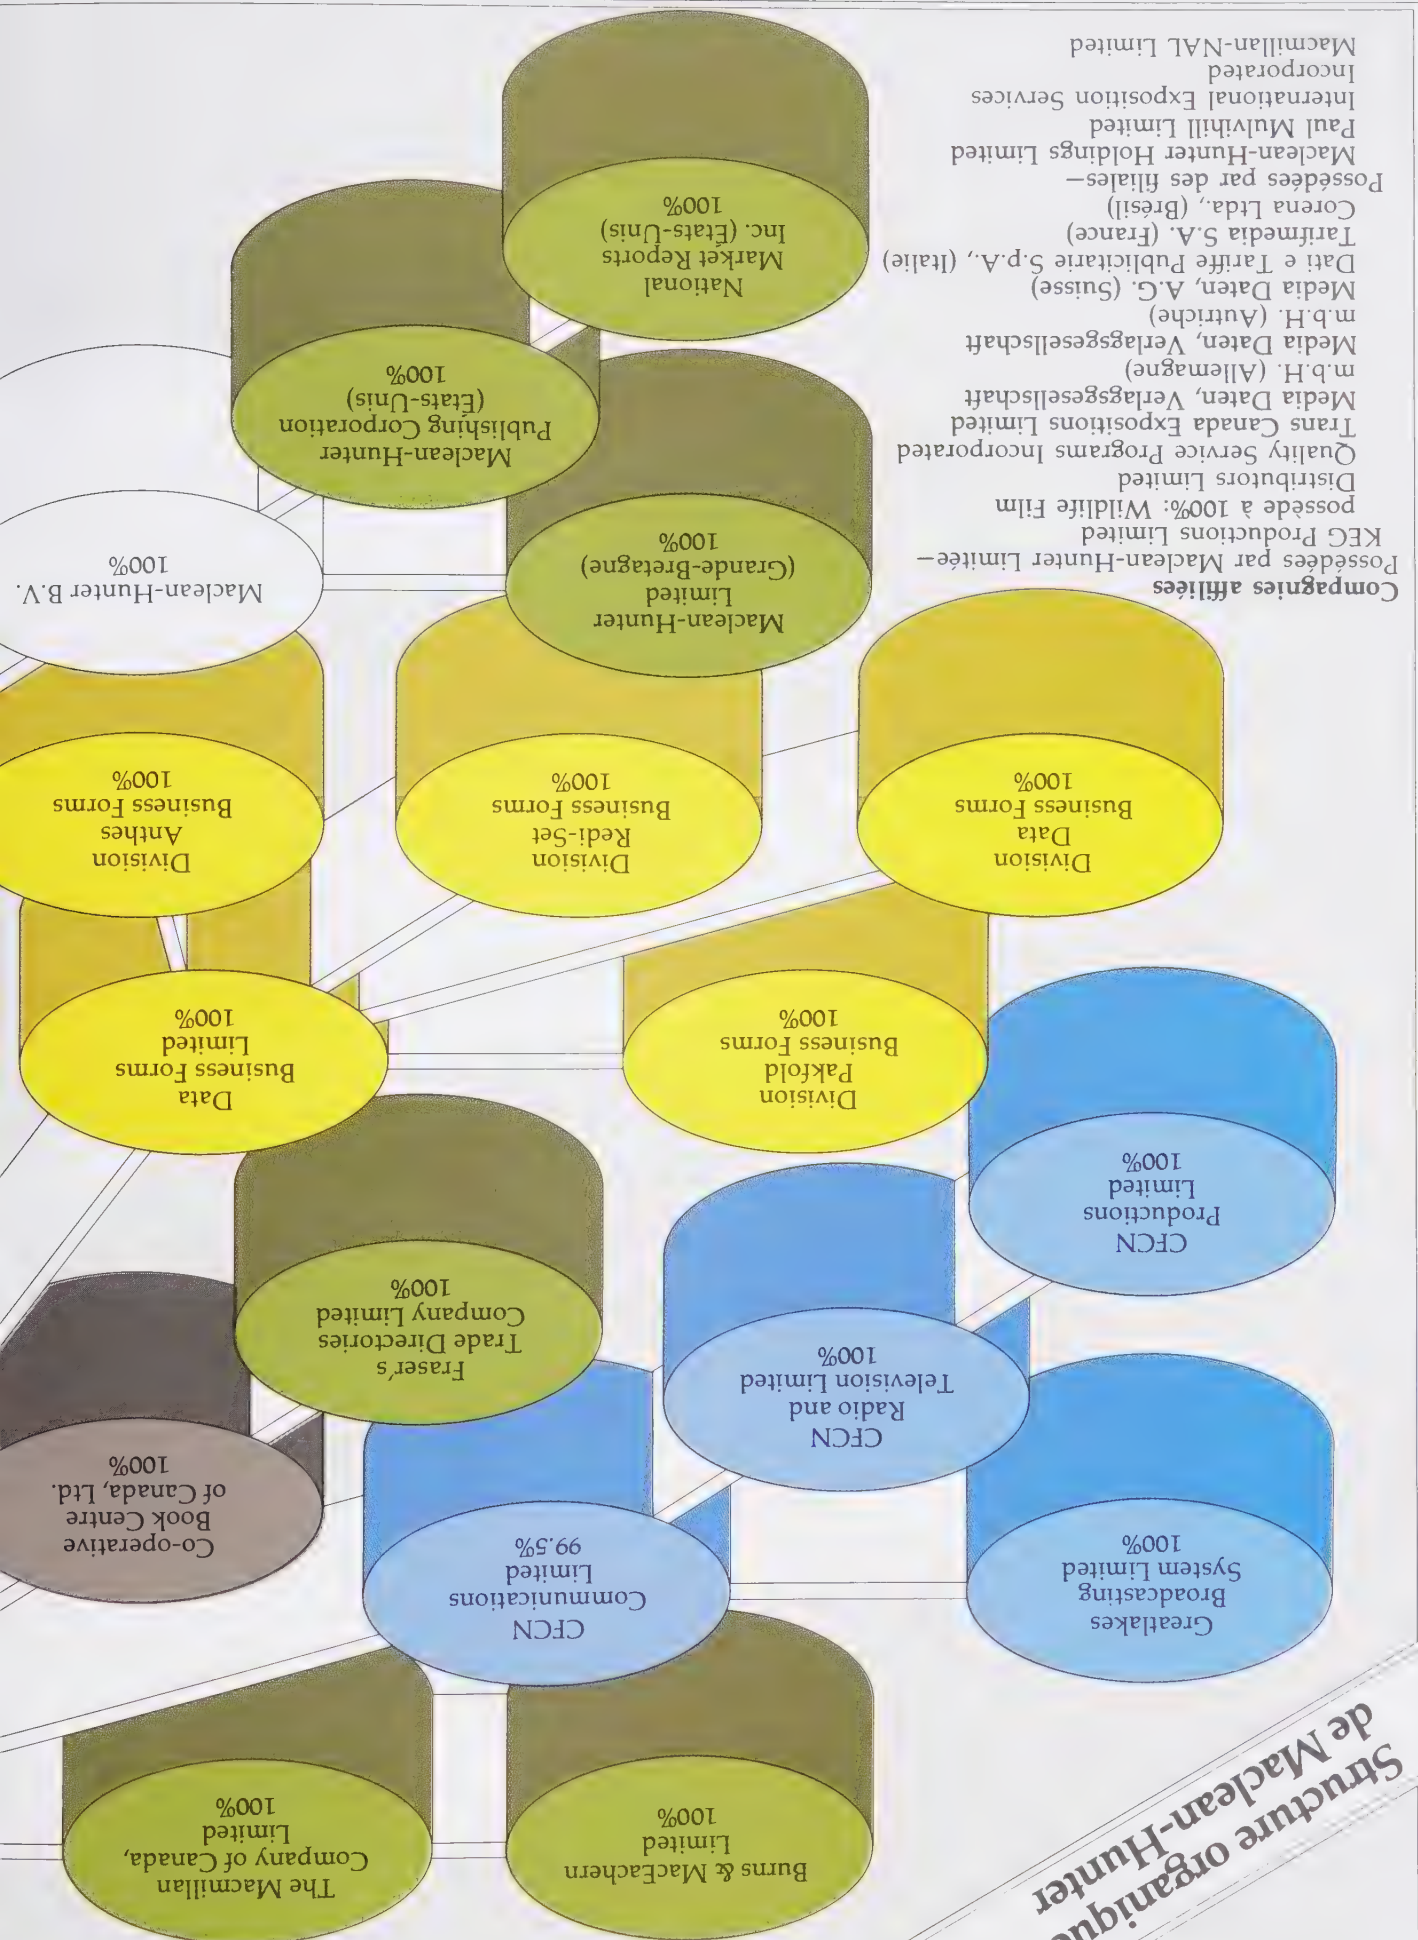 Structure organique
de Maclean-Hunter
Burns & MacEachern
Limited
100%
The Macmillan
Company of Canada,
Limited
100%
Greatlakes
Broadcasting
System Limited
100%
CFCN
Communications
Limited
99.5%
Co-operative
Book Centre
of Canada, Ltd.
100%
CFCN
Radio and
Television Limited
100%
Fraser's
Trade Directories
Company Limited
100%
CFCN
Productions
Limited
100%
Division
Pakfold
Business Forms
100%
Data
Business Forms
Limited
100%
Division
Data
Business Forms
100%
Division
Redi-Set
Business Forms
100%
Division
Anthes
Business Forms
100%
Compagnies affiliées
Possédées par Maclean-Hunter Limitée–
KEG Productions Limited
possède à 100%: Wildlife Film
Distributors Limited
Quality Service Programs Incorporated
Trans Canada Expositions Limited
Media Daten, Verlagsgesellschaft
m.b.H. (Allemagne)
Media Daten, Verlagsgesellschaft
m.b.H. (Autriche)
Media Daten, A.G. (Suisse)
Dati e Tariffe Publicitarie S.p.A., (Italie)
Tarifmedia S.A. (France)
Corena Ltda., (Brésil)
Possédées par des filiales–
Maclean-Hunter Holdings Limited
Paul Mulvihill Limited
International Exposition Services
Incorporated
Macmillan-NAL Limited
Maclean-Hunter
Limited
(Grande-Bretagne)
100%
Maclean-Hunter B.V.
100%
Maclean-Hunter
Publishing Corporation
(États-Unis)
100%
National
Market Reports
Inc. (États-Unis)
100%